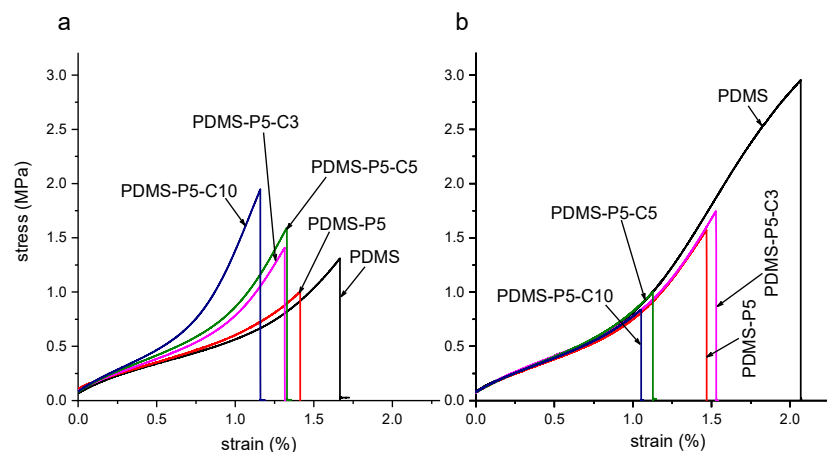 a
b
stress (MPa)
3.0
2.5
2.0
1.5
1.0
0.5
0.0
0.0
0.5
1.0
1.5
2.0
strain (%)
PDMS-P5-C3
PDMS-P5-C10
PDMS-P5-C5
PDMS-P5
PDMS
3.0
2.5
2.0
1.5
1.0
0.5
0.0
0.0
0.5
1.0
1.5
2.0
strain (%)
PDMS
PDMS-P5-C5
PDMS-P5-C10
PDMS-P5
PDMS-P5-C3